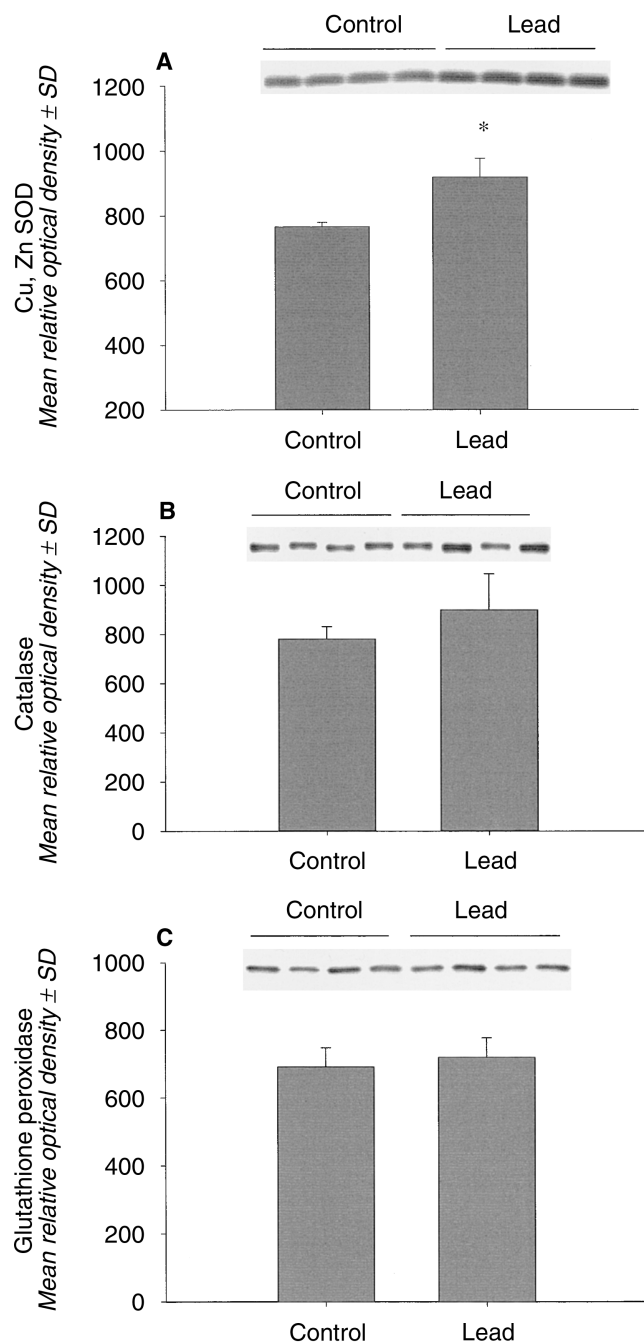 Control Lead
A
Cu, Zn SOD
Mean relative optical density ± SD
1200
1000
800
600
400
200
*
Control Lead
Control Lead
B
Catalase
Mean relative optical density ± SD
1200
1000
800
600
400
200
0
Control Lead
Control Lead
C
Glutathione peroxidase
Mean relative optical density ± SD
1000
800
600
400
200
0
Control Lead